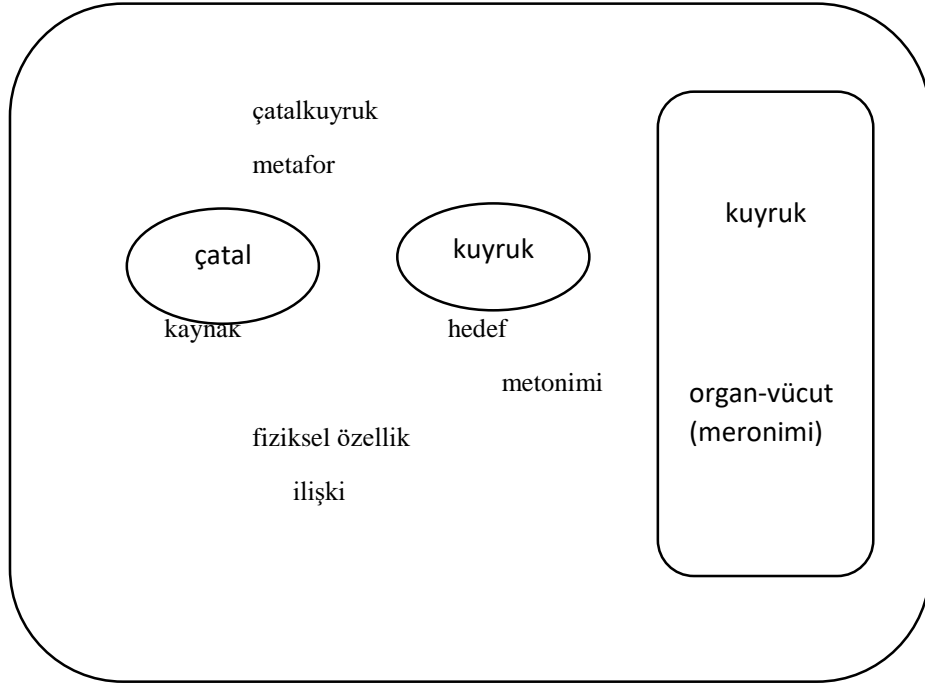 çatalkuyruk
metafor
çatal
kuyruk
kaynak
hedef
metonimi
fiziksel özellik
ilişki
kuyruk
organ-vücut
(meronimi)